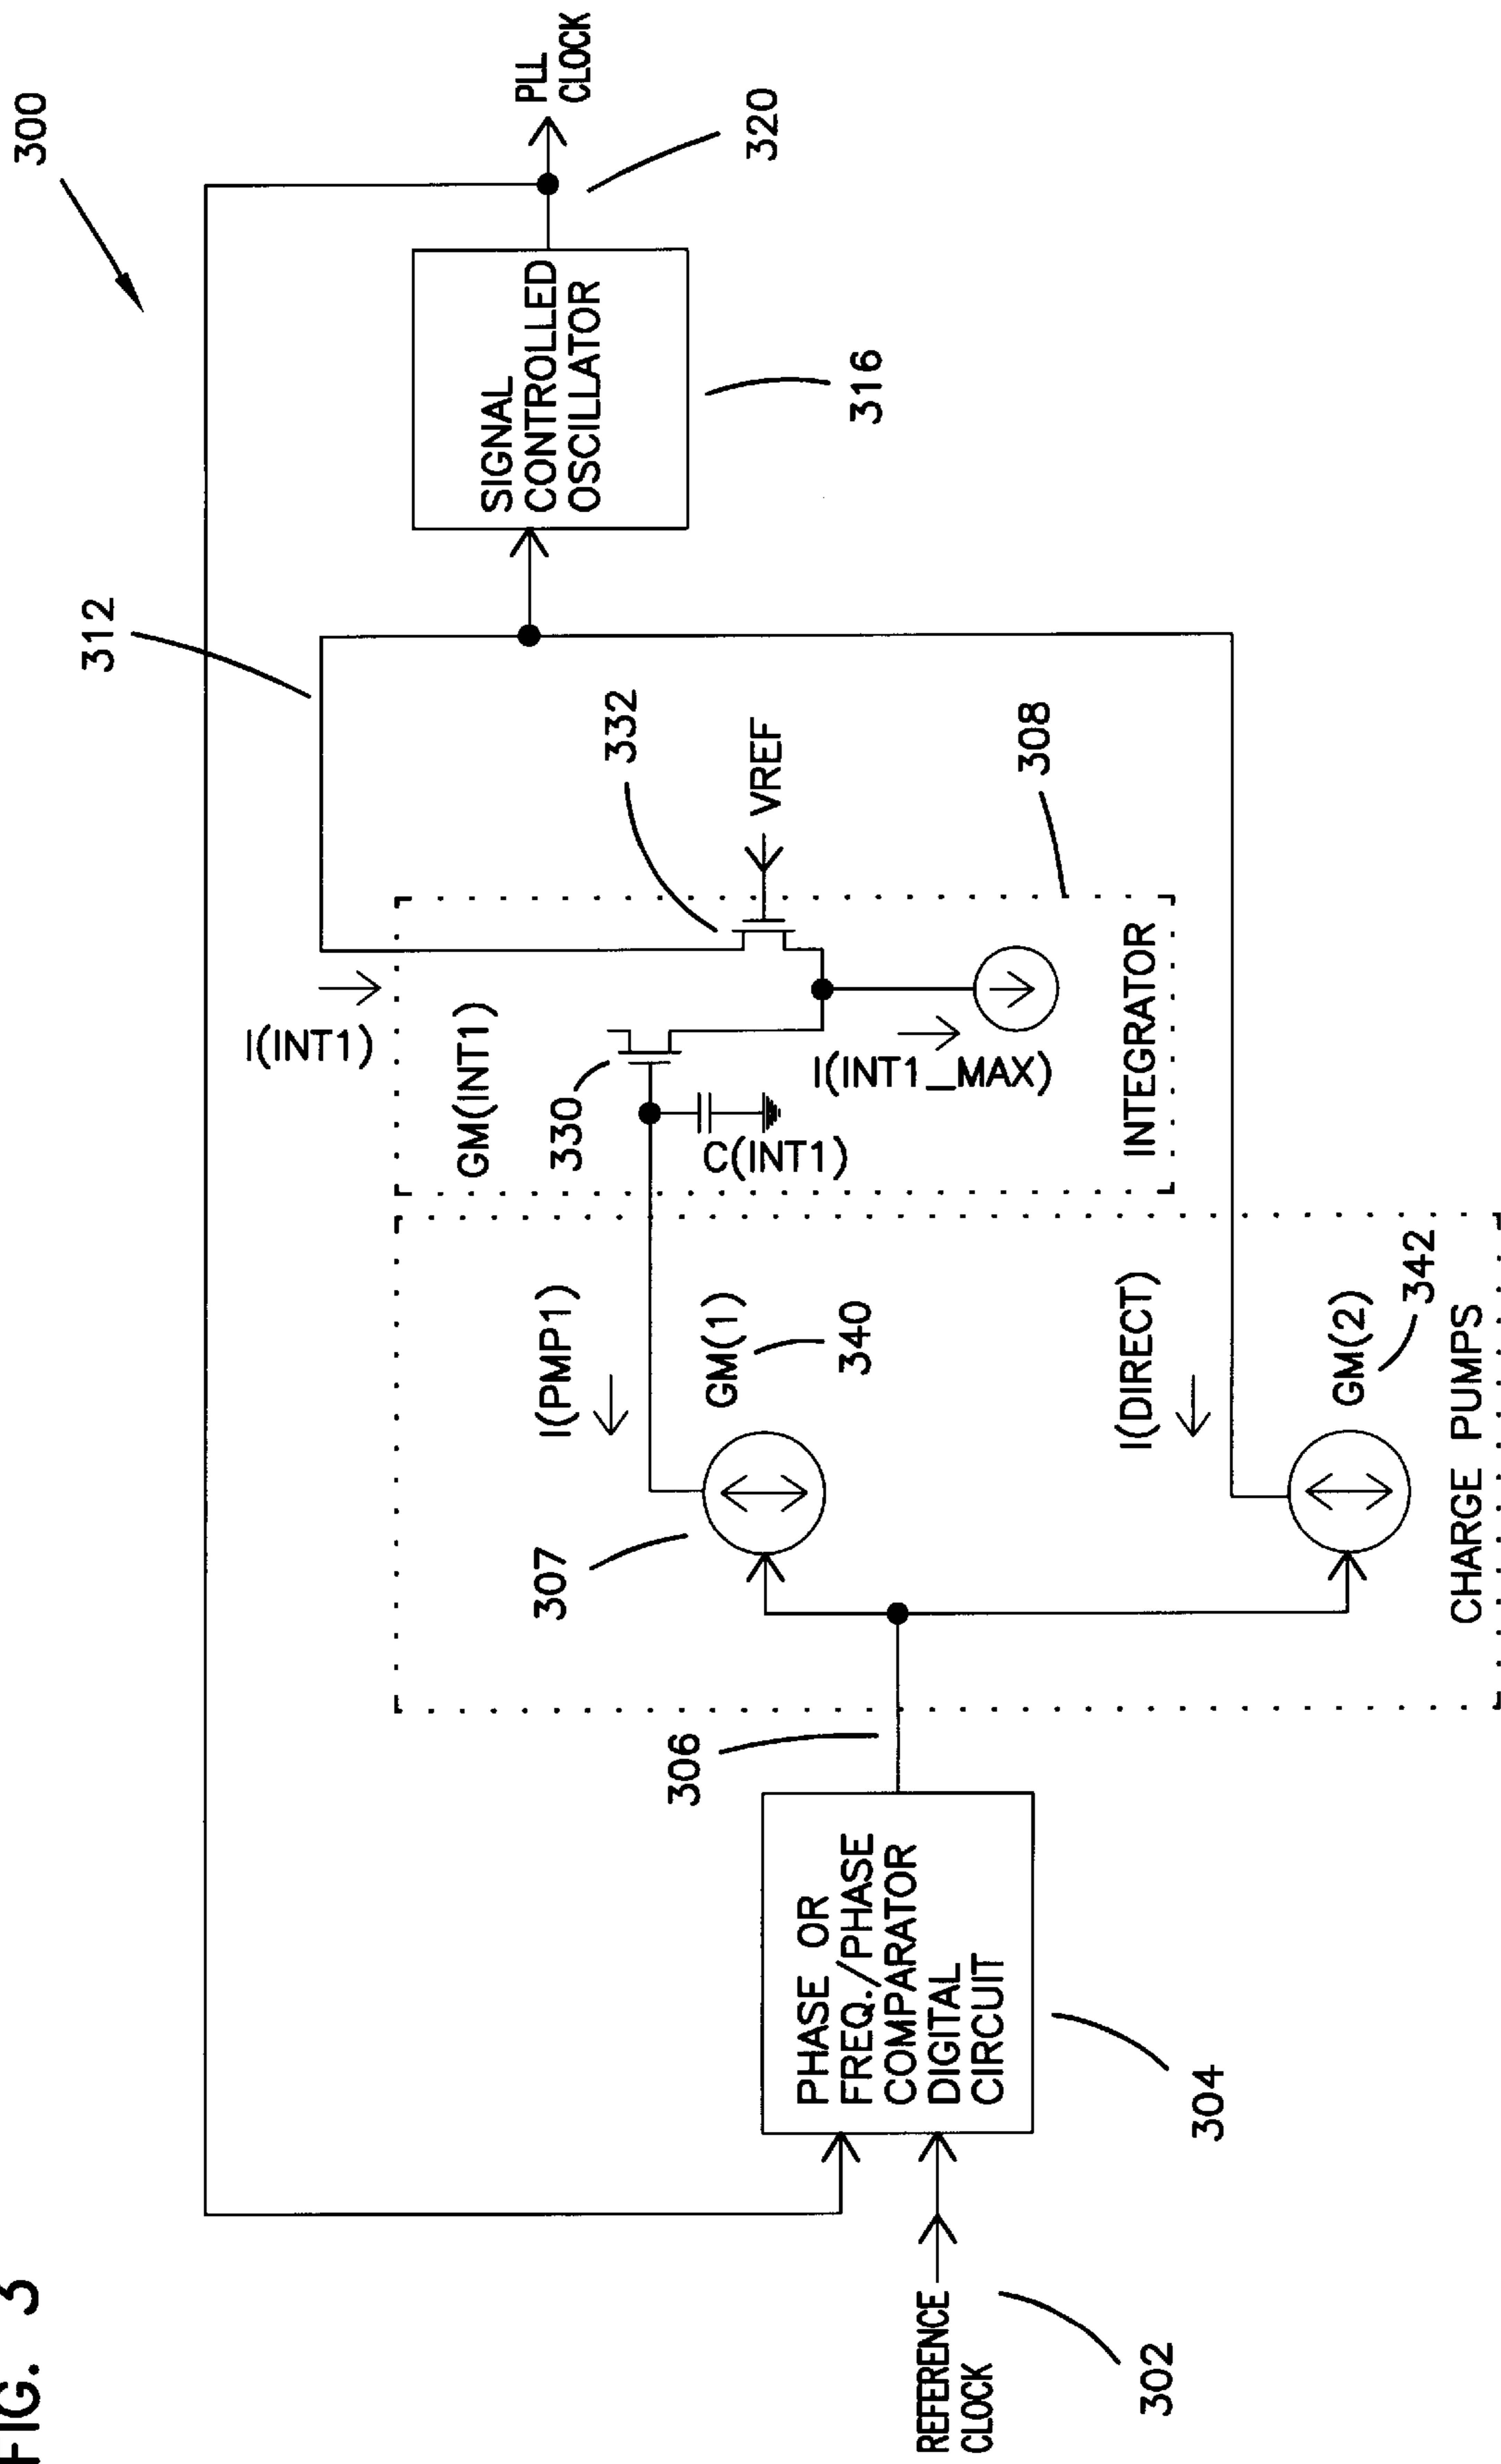 FIG. 3
300
312
I(INT1)
PLL
CLOCK
320
SIGNAL
CONTROLLED
OSCILLATOR
316
GM(INT1)
330
332
VREF
C(INT1)
I(INT1_MAX)
308
INTEGRATOR
I(PMP1)
307
GM(1)
340
306
I(DIRECT)
GM(2)
342
CHARGE PUMPS
PHASE OR
FREQ./PHASE
COMPARATOR
DIGITAL
CIRCUIT
304
REFERENCE
CLOCK
302